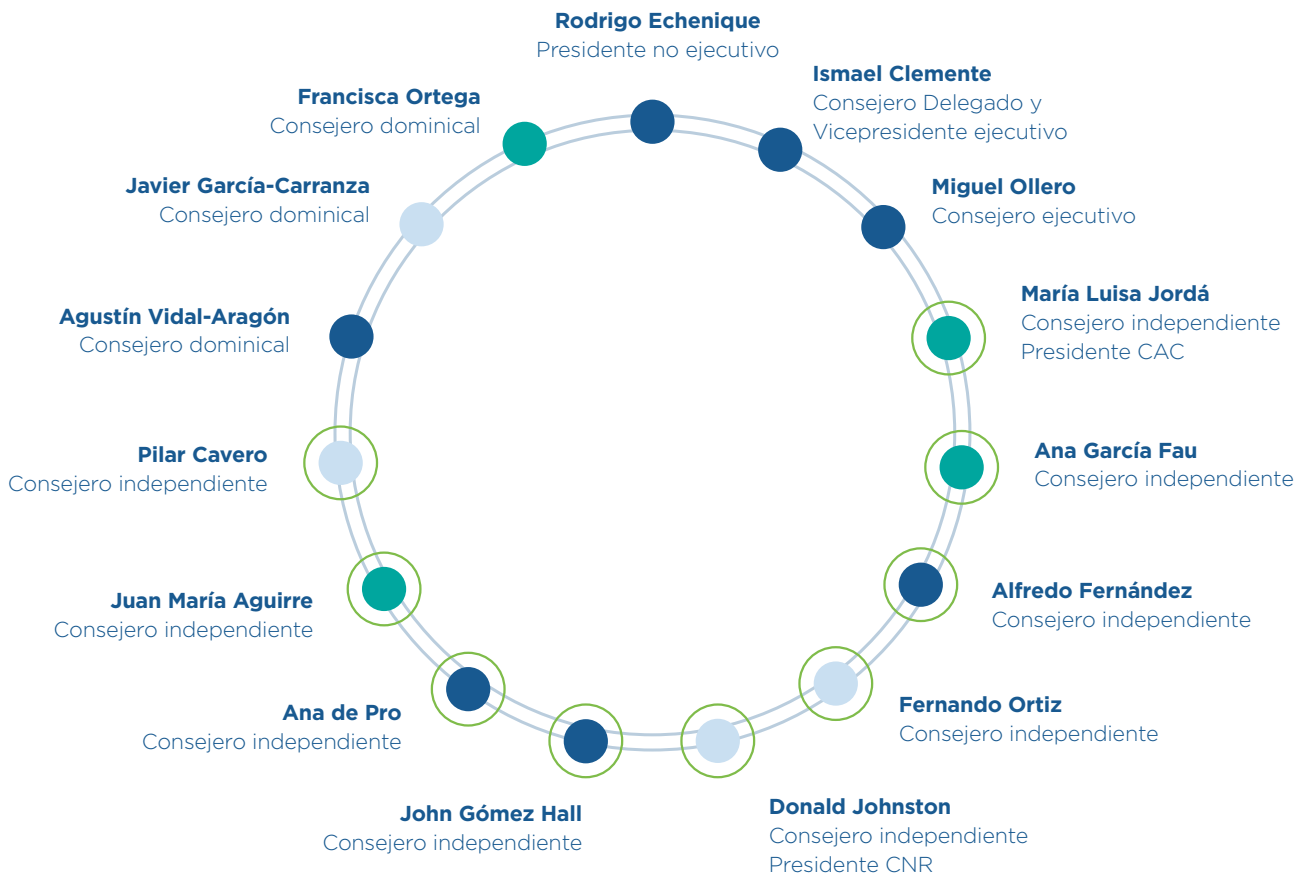 Rodrigo Echenique
Presidente no ejecutivo
Ismael Clemente
Consejero Delegado y
Vicepresidente ejecutivo
Miguel Ollero
Consejero ejecutivo
María Luisa Jordá
Consejero independiente
Presidente CAC
Ana García Fau
Consejero independiente
Alfredo Fernández
Consejero independiente
Fernando Ortiz
Consejero independiente
Donald Johnston
Consejero independiente
Presidente CNR
John Gómez Hall
Consejero independiente
Ana de Pro
Consejero independiente
Juan María Aguirre
Consejero independiente
Pilar Cavero
Consejero independiente
Agustín Vidal-Aragón
Consejero dominical
Javier García-Carranza
Consejero dominical
Francisca Ortega
Consejero dominical